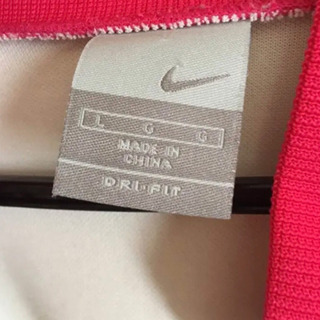 L G G
MADE IN
CHINA
DRI-FIT